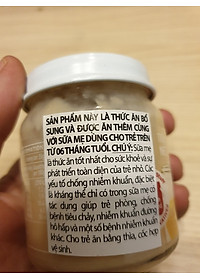 SẢN PHẨM NÀY LÀ THỨC ĂN BỔ
SUNG VÀ ĐƯỢC ĂN THÊM CÙNG
VỚI SỮA MẸ DÙNG CHO TRẺ TRÊN
TỪ 06 THÁNG TUỔI. CHÚ Ý: Sữa mẹ
là thức ăn tốt nhất cho sức khoẻ và sự
phát triển toàn diện của trẻ nhỏ. Các
yếu tố chống nhiễm khuẩn, đặc biệt
là kháng thể chỉ có trong sữa mẹ có
tác dụng giúp trẻ phòng, chống
bệnh tiêu chảy, nhiễm khuẩn đường
hô hấp và một số bệnh nhiễm khuẩn
khác. Cho trẻ ăn bằng thìa, cốc hợp
vệ sinh.